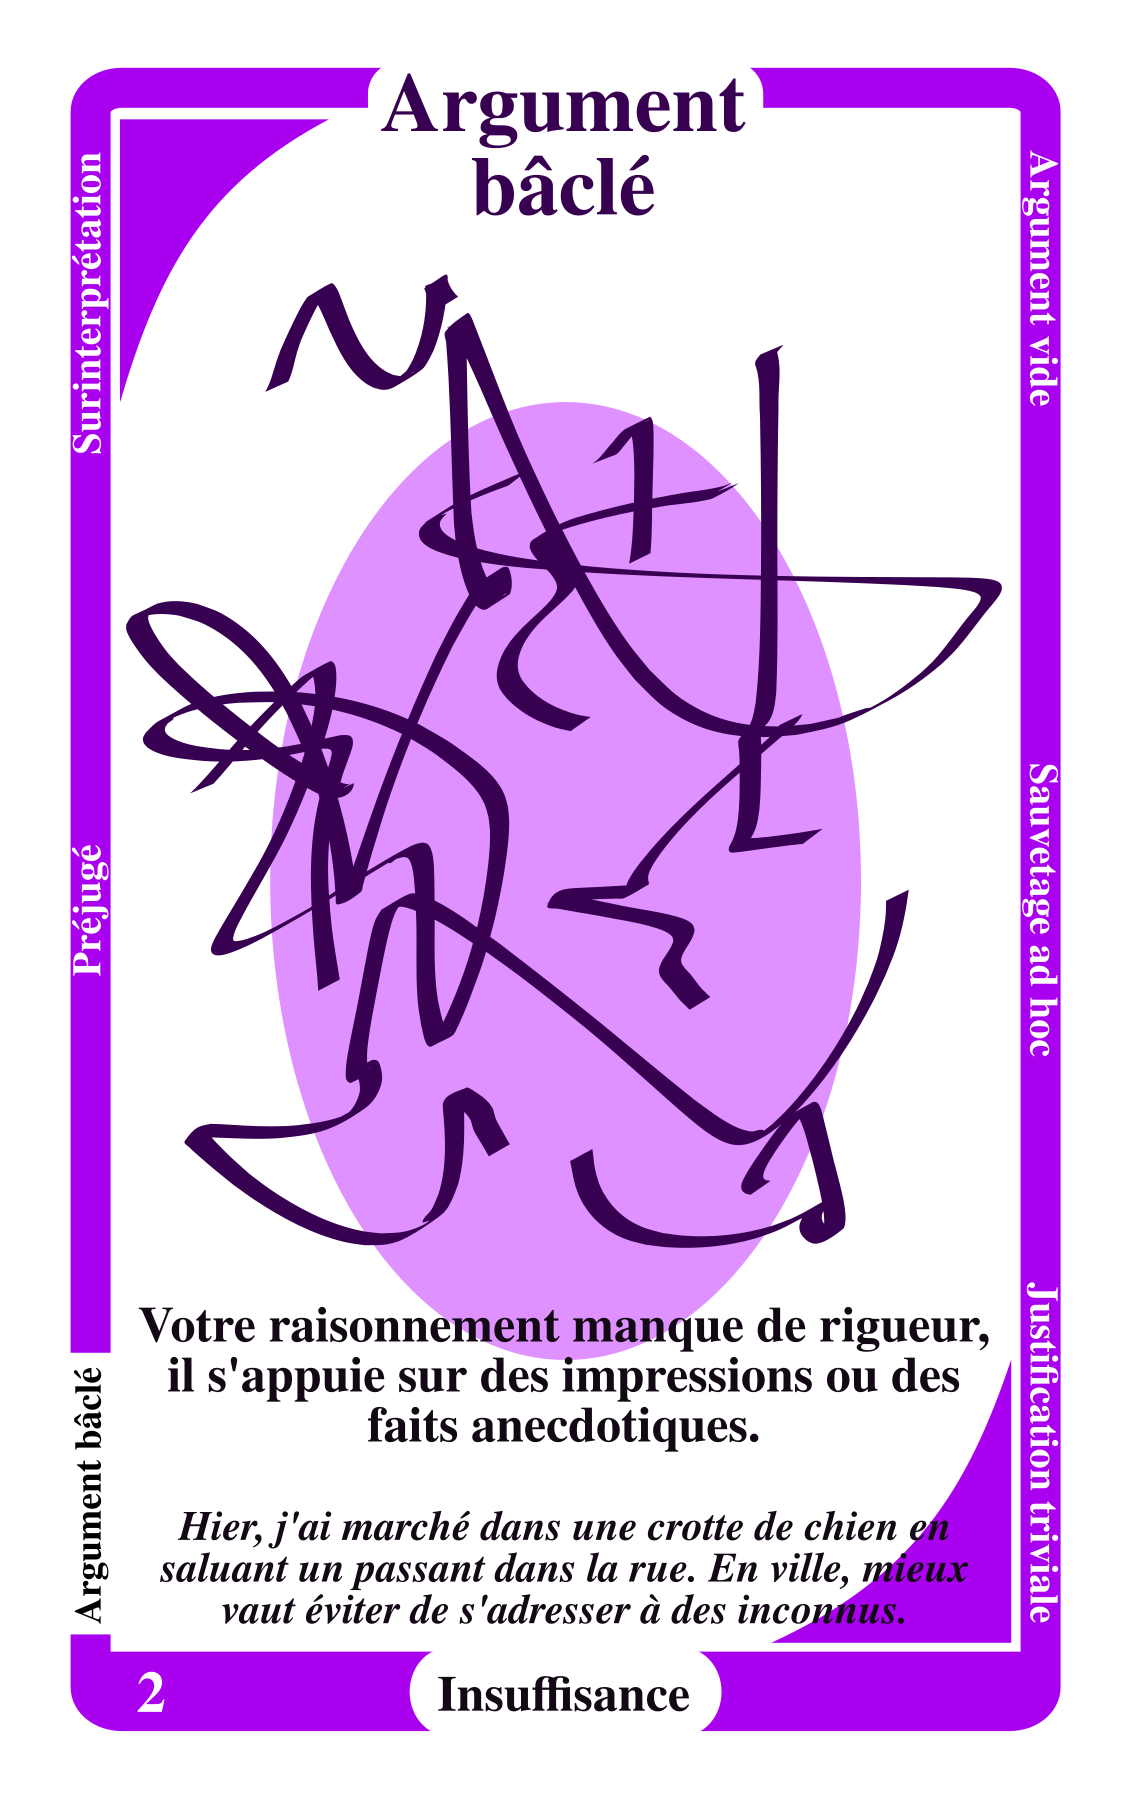 Argument
bâclé
Surinterprétation
Préjugé
Argument bâclé
Argument vide
Sauvetage ad hoc
Justification triviale
Votre raisonnement manque de rigueur,
il s'appuie sur des impressions ou des
faits anecdotiques.
Hier, j'ai marché dans une crotte de chien en
saluant un passant dans la rue. En ville, mieux
vaut éviter de s'adresser à des inconnus.
2
Insuffisance